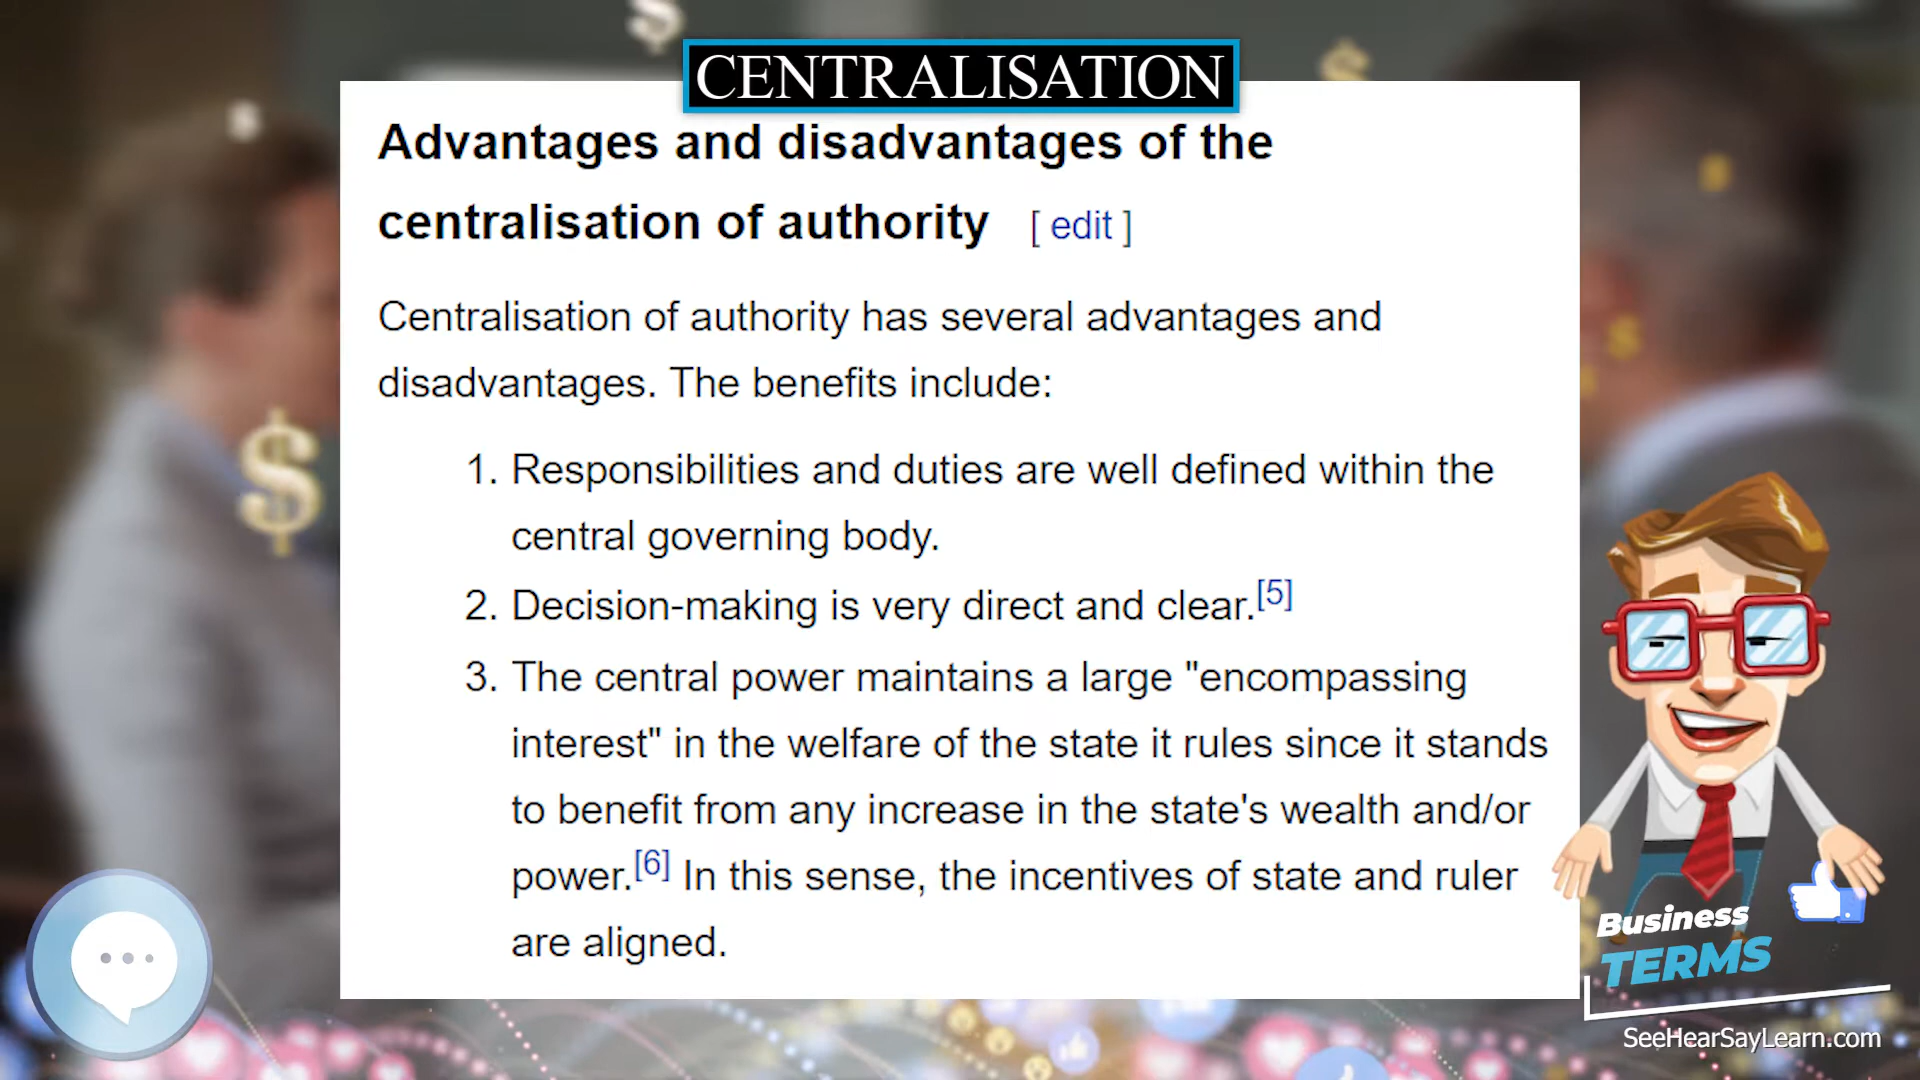 CENTRALISATION
Advantages and disadvantages of the
centralisation of authority [ edit ]
Centralisation of authority has several advantages and
disadvantages. The benefits include:
1. Responsibilities and duties are well defined within the
central governing body.
2. Decision-making is very direct and clear.[5]
3. The central power maintains a large "encompassing
interest" in the welfare of the state it rules since it stands
to benefit from any increase in the state's wealth and/or
power.[6] In this sense, the incentives of state and ruler
are aligned.
Business
TERMS
SeeHearSayLearn.com